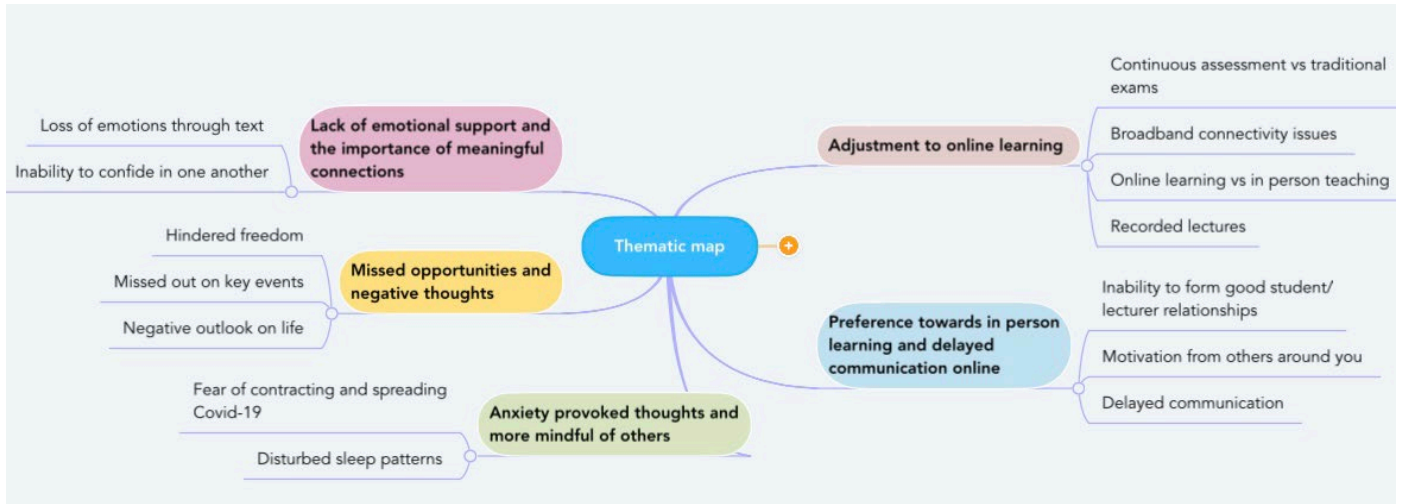 Thematic map
+
Lack of emotional support and
the importance of meaningful
connections
Loss of emotions through text
Inability to confide in one another
Missed opportunities and
negative thoughts
Hindered freedom
Missed out on key events
Negative outlook on life
Anxiety provoked thoughts and
more mindful of others
Fear of contracting and spreading
Covid-19
Disturbed sleep patterns
Adjustment to online learning
Continuous assessment vs traditional
exams
Broadband connectivity issues
Online learning vs in person teaching
Recorded lectures
Preference towards in person
learning and delayed
communication online
Inability to form good student/
lecturer relationships
Motivation from others around you
Delayed communication